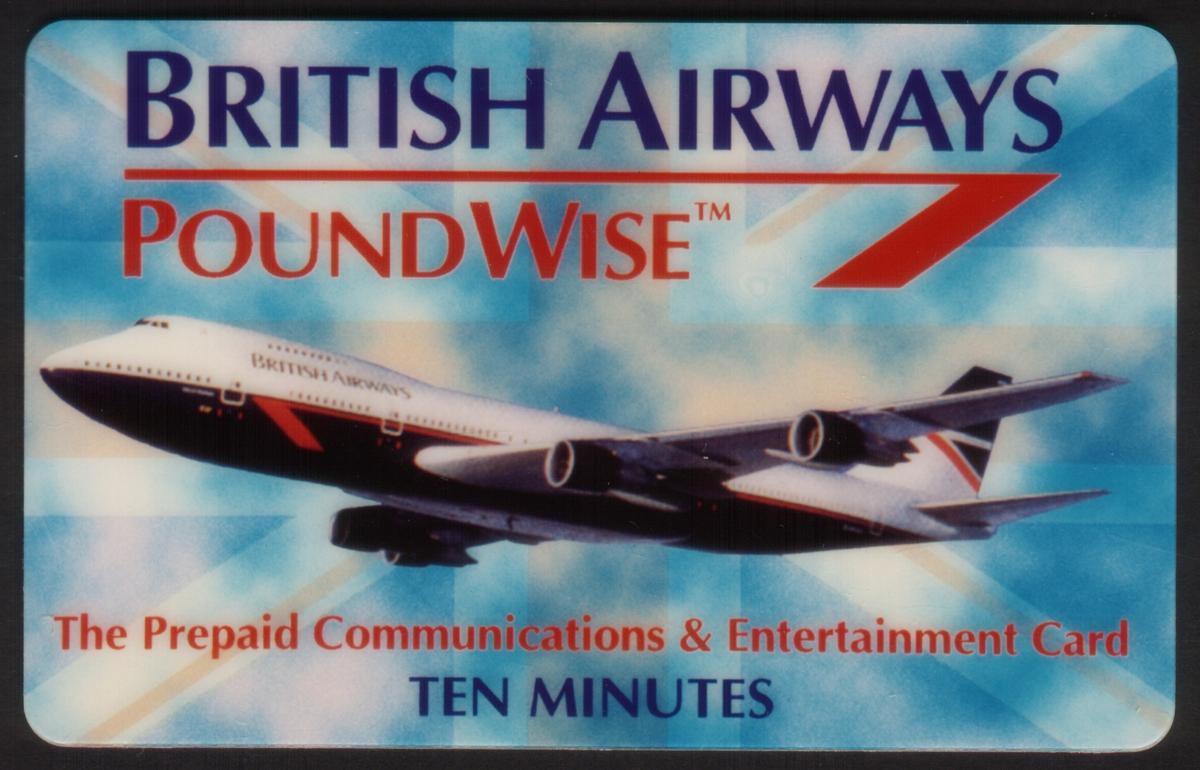 BRITISH AIRWAYS
POUNDWISE™
BRITISH AIRWAYS
The Prepaid Communications & Entertainment Card
TEN MINUTES